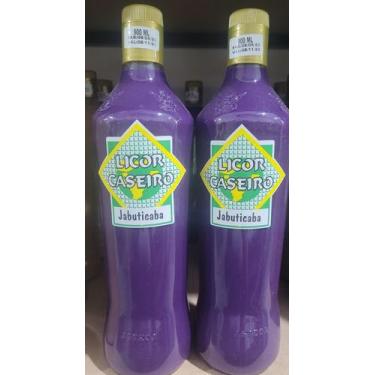 900 ML
LICOR
CASEIRO
Jabuticaba
900 ML
LICOR
CASEIRO
Jabuticaba